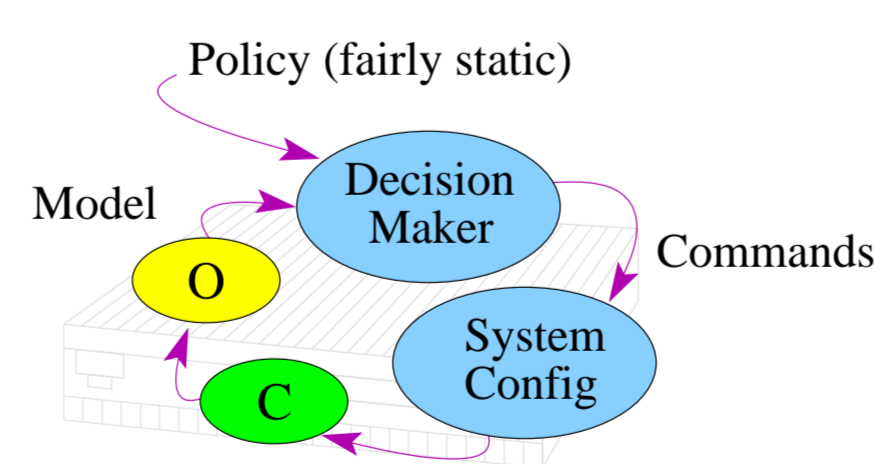 Policy (fairly static)
Decision
Maker
Model
Commands
O
System
Config
C